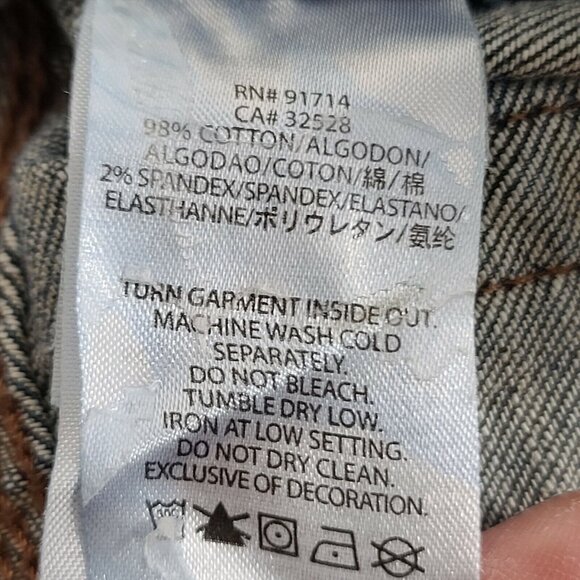 RN# 91714
CA# 32528
98% COTTON/ALGODON/
ALGODAO/COTON/綿/棉
2% SPANDEX/SPANDEX/ELASTANO/
ELASTHANNE/ポリウレタン/氨纶
TURN GARMENT INSIDE OUT.
MACHINE WASH COLD
SEPARATELY.
DO NOT BLEACH.
TUMBLE DRY LOW.
IRON AT LOW SETTING.
DO NOT DRY CLEAN.
EXCLUSIVE OF DECORATION.